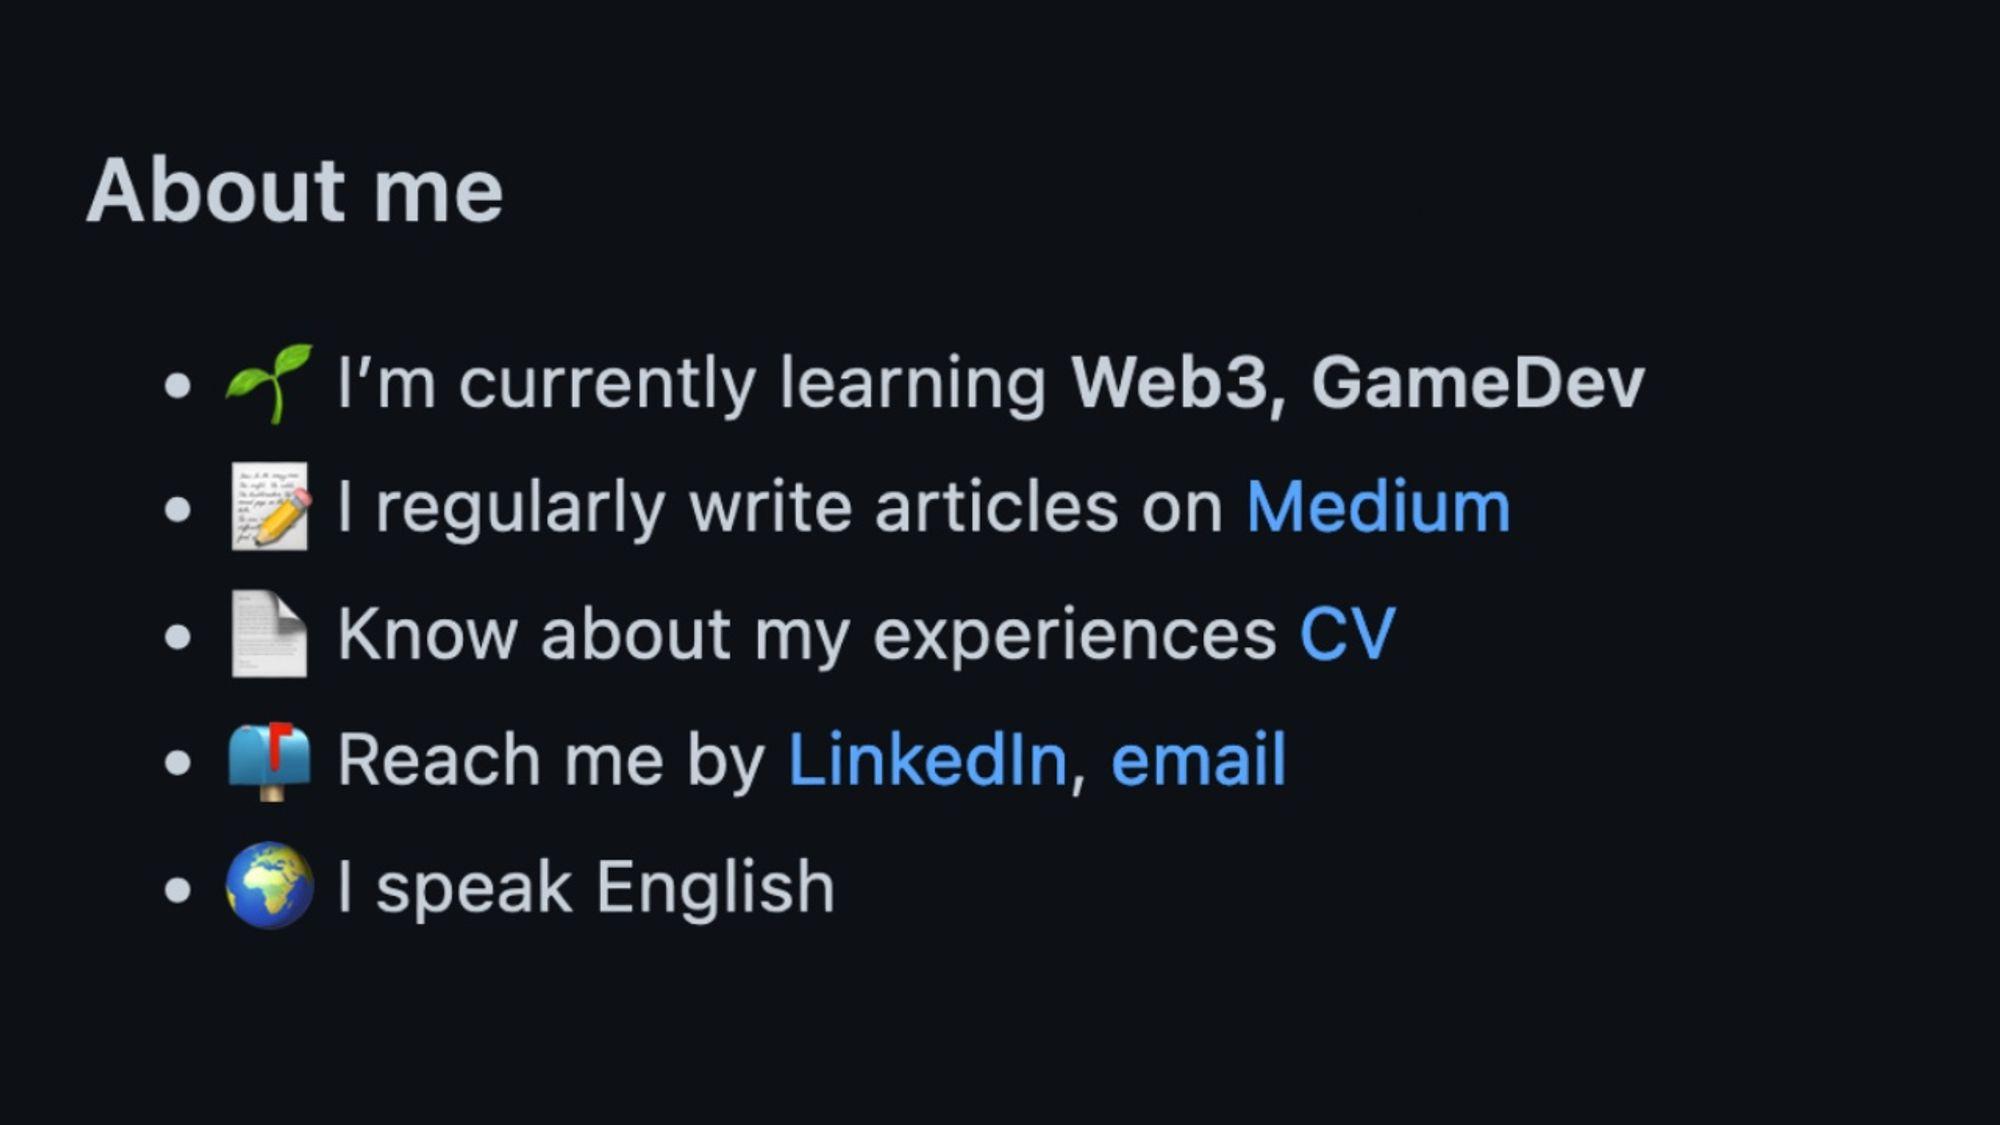 About me
• 🌱 I’m currently learning Web3, GameDev
• 📝 I regularly write articles on Medium
• 📄 Know about my experiences CV
• 📫 Reach me by LinkedIn, email
• 🌍 I speak English